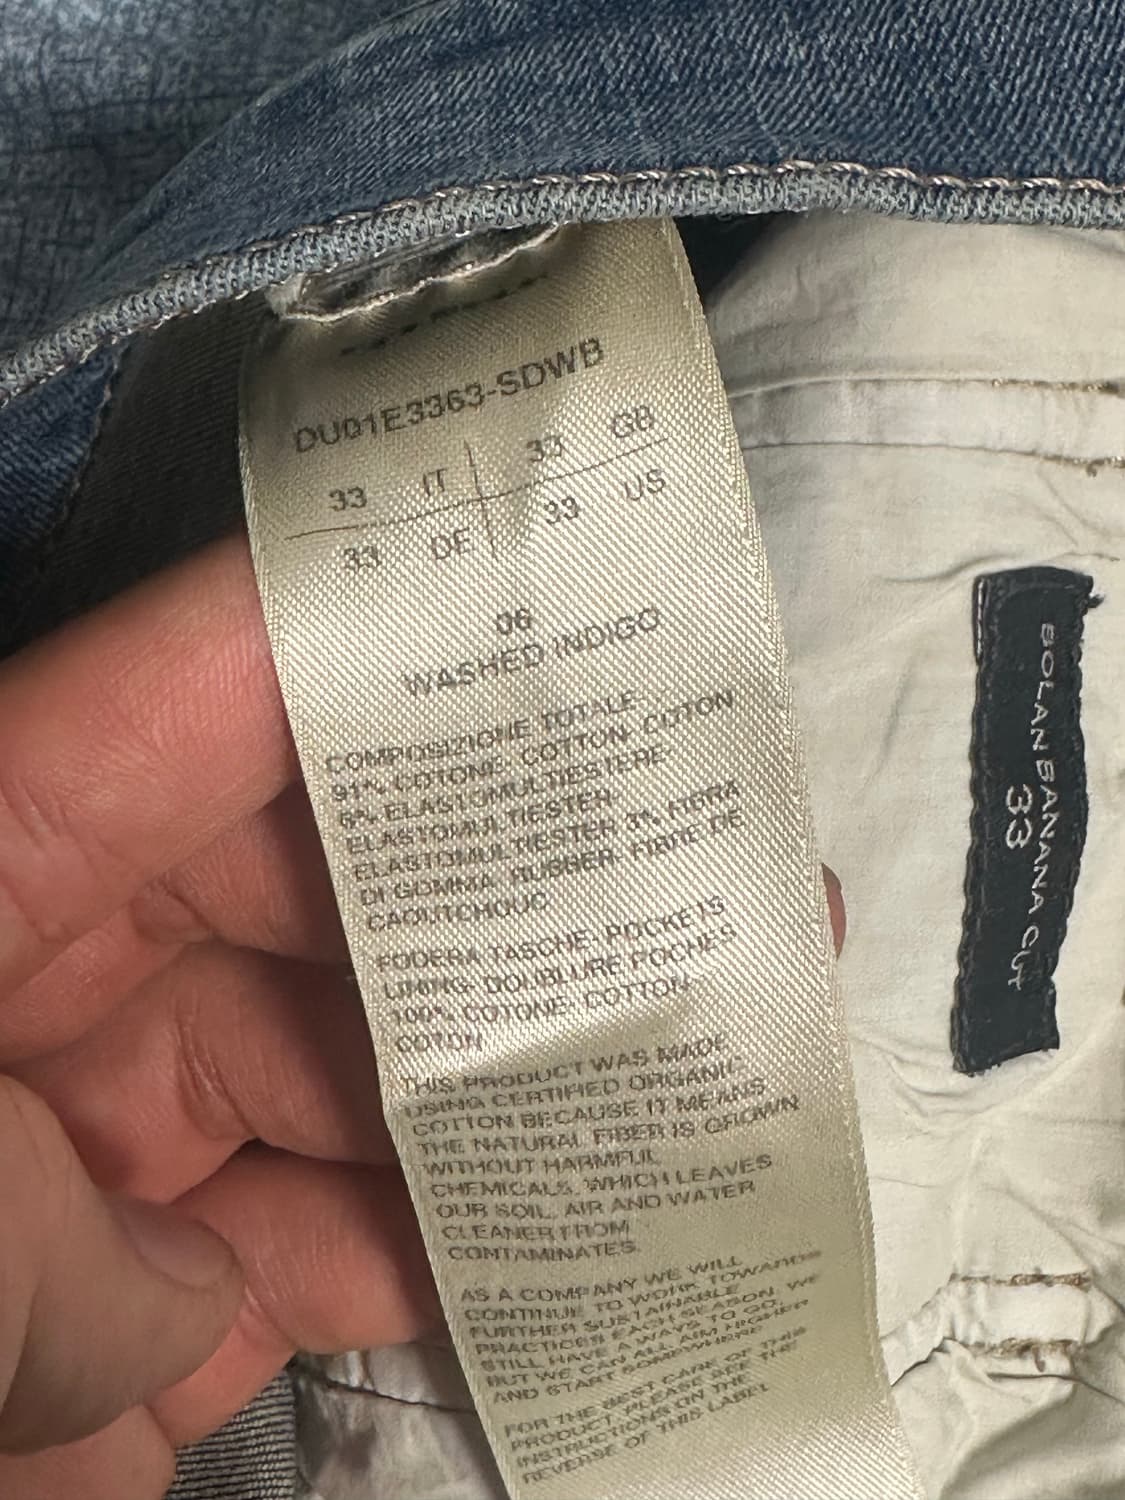 DU01E3363-SDWB
33 IT 33 GB
33 DE 33 US
06
WASHED INDIGO
COMPOSIZIONE TOTALE-
91% COTONE- COTTON- COTON
6% ELASTOMULTIESTERE-
ELASTOMULTIESTER-
ELASTOMULTIESTER 3% FIBRA
DI GOMMA- RUBBER- FIBRE DE
CAOUTCHOUC
FODERA TASCHE- POCKETS
LINING- DOUBLURE POCHES
100% COTONE- COTTON-
COTON
THIS PRODUCT WAS MADE
USING CERTIFIED ORGANIC
COTTON BECAUSE IT MEANS
THE NATURAL FIBER IS GROWN
WITHOUT HARMFUL
CHEMICALS, WHICH LEAVES
OUR SOIL, AIR AND WATER
CLEANER FROM
CONTAMINATES.
AS A COMPANY WE WILL
CONTINUE TO WORK TOWARDS
FURTHER SUSTAINABLE
PRACTICES EACH SEASON. WE
STILL HAVE A WAYS TO GO,
BUT WE CAN ALL AIM HIGHER
AND START SOMEWHERE
FOR THE BEST CARE OF THIS
PRODUCT, PLEASE SEE THE
INSTRUCTIONS ON THE
REVERSE OF THIS LABEL
BOLAN BANANA CUT
33